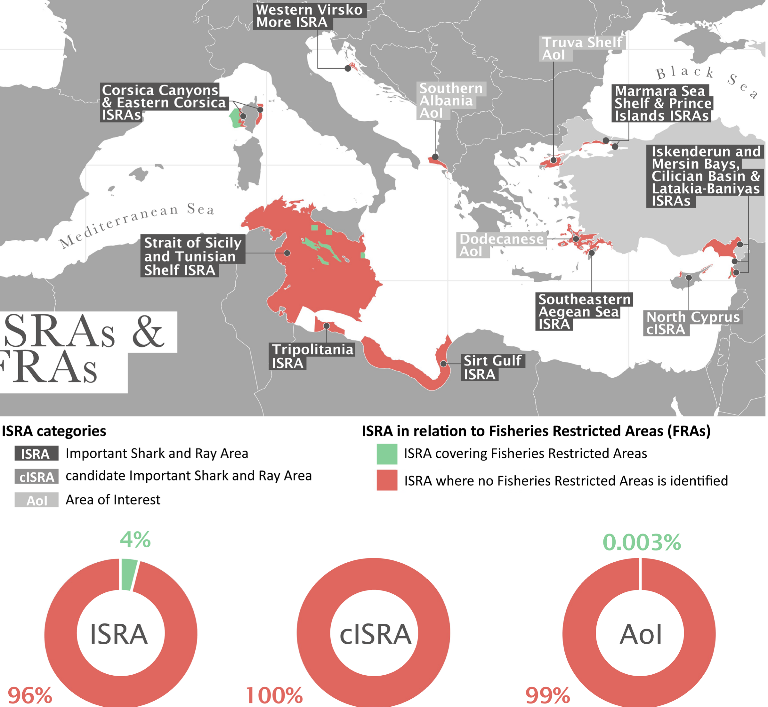 Western Virsko
More ISRA
Truva Shelf
AoI
Black Sea
Corsica Canyons
& Eastern Corsica
ISRAs
Southern
Albania
AoI
Marmara Sea
Shelf & Prince
Islands ISRAs
Iskenderun and
Mersin Bays,
Cilician Basin &
Latakia-Baniyas
ISRAs
Mediterranean Sea
Strait of Sicily
and Tunisian
Shelf ISRA
Dodecanese
AoI
Southeastern
Aegean Sea
ISRA
North Cyprus
cISRA
SRAs &
FRAs
Tripolitania
ISRA
Sirt Gulf
ISRA
ISRA categories
ISRA Important Shark and Ray Area
cISRA candidate Important Shark and Ray Area
AoI Area of Interest
ISRA in relation to Fisheries Restricted Areas (FRAs)
ISRA covering Fisheries Restricted Areas
ISRA where no Fisheries Restricted Areas is identified
4%
ISRA
96%
cISRA
100%
0.003%
AoI
99%